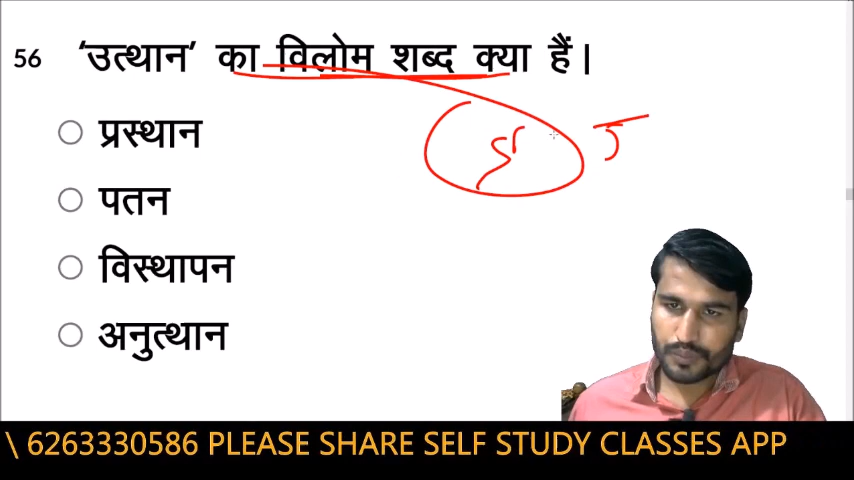 56 'उत्थान' का विलोम शब्द क्या हैं।
प्रस्थान
पतन
विस्थापन
अनुत्थान
\ 6263330586 PLEASE SHARE SELF STUDY CLASSES APP